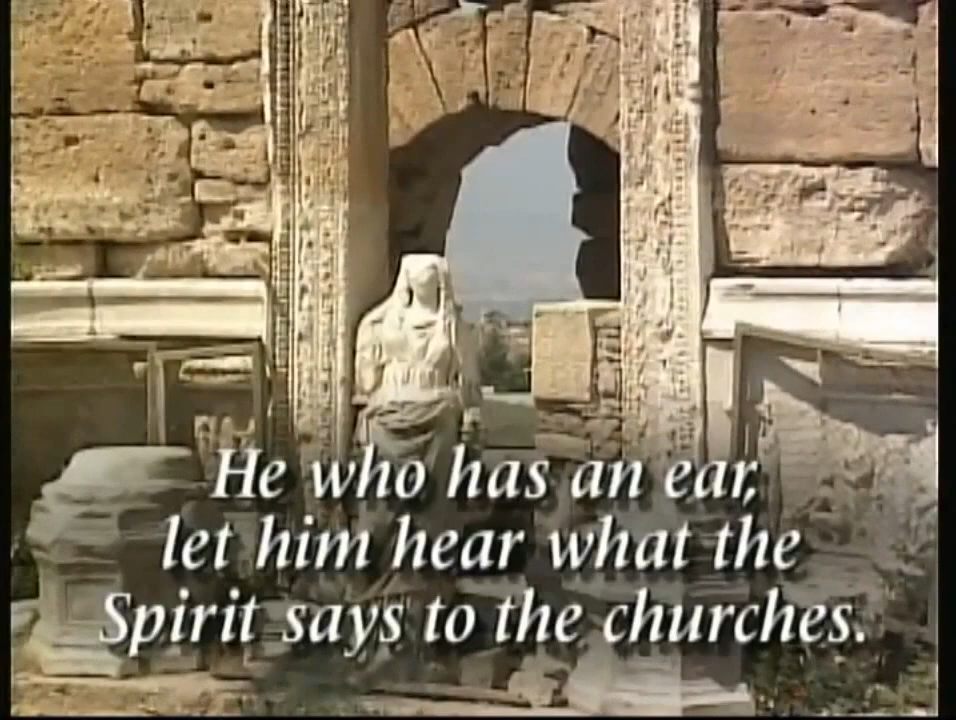 He who has an ear,
let him hear what the
Spirit says to the churches.